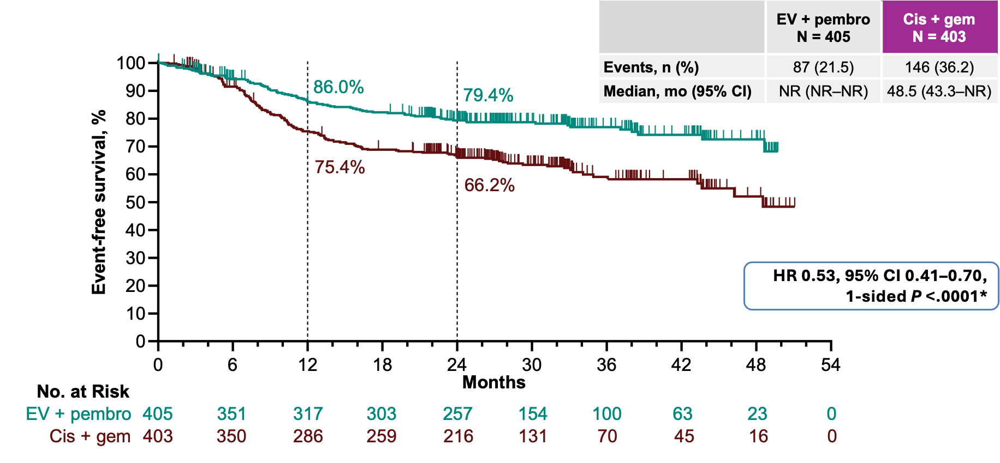 EV + pembro Cis + gem
N = 405 N = 403
Events, n (%) 87 (21.5) 146 (36.2)
Median, mo (95% CI) NR (NR–NR) 48.5 (43.3–NR)
Event-free survival, %
100
90
80
70
60
50
40
30
20
10
0
86.0%
79.4%
75.4%
66.2%
HR 0.53, 95% CI 0.41–0.70,
1-sided P <.0001*
0 6 12 18 24 30 36 42 48 54
Months
No. at Risk
EV + pembro 405 351 317 303 257 154 100 63 23 0
Cis + gem 403 350 286 259 216 131 70 45 16 0